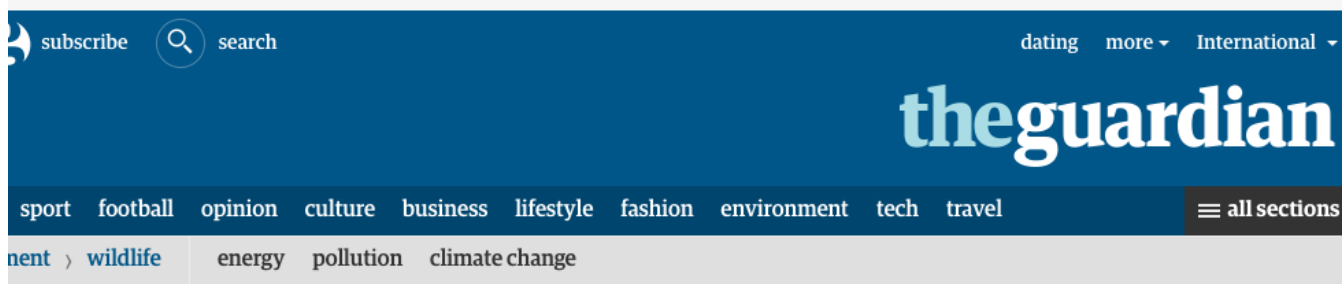 subscribe search dating more International
theguardian
sport football opinion culture business lifestyle fashion environment tech travel all sections
wildlife energy pollution climate change